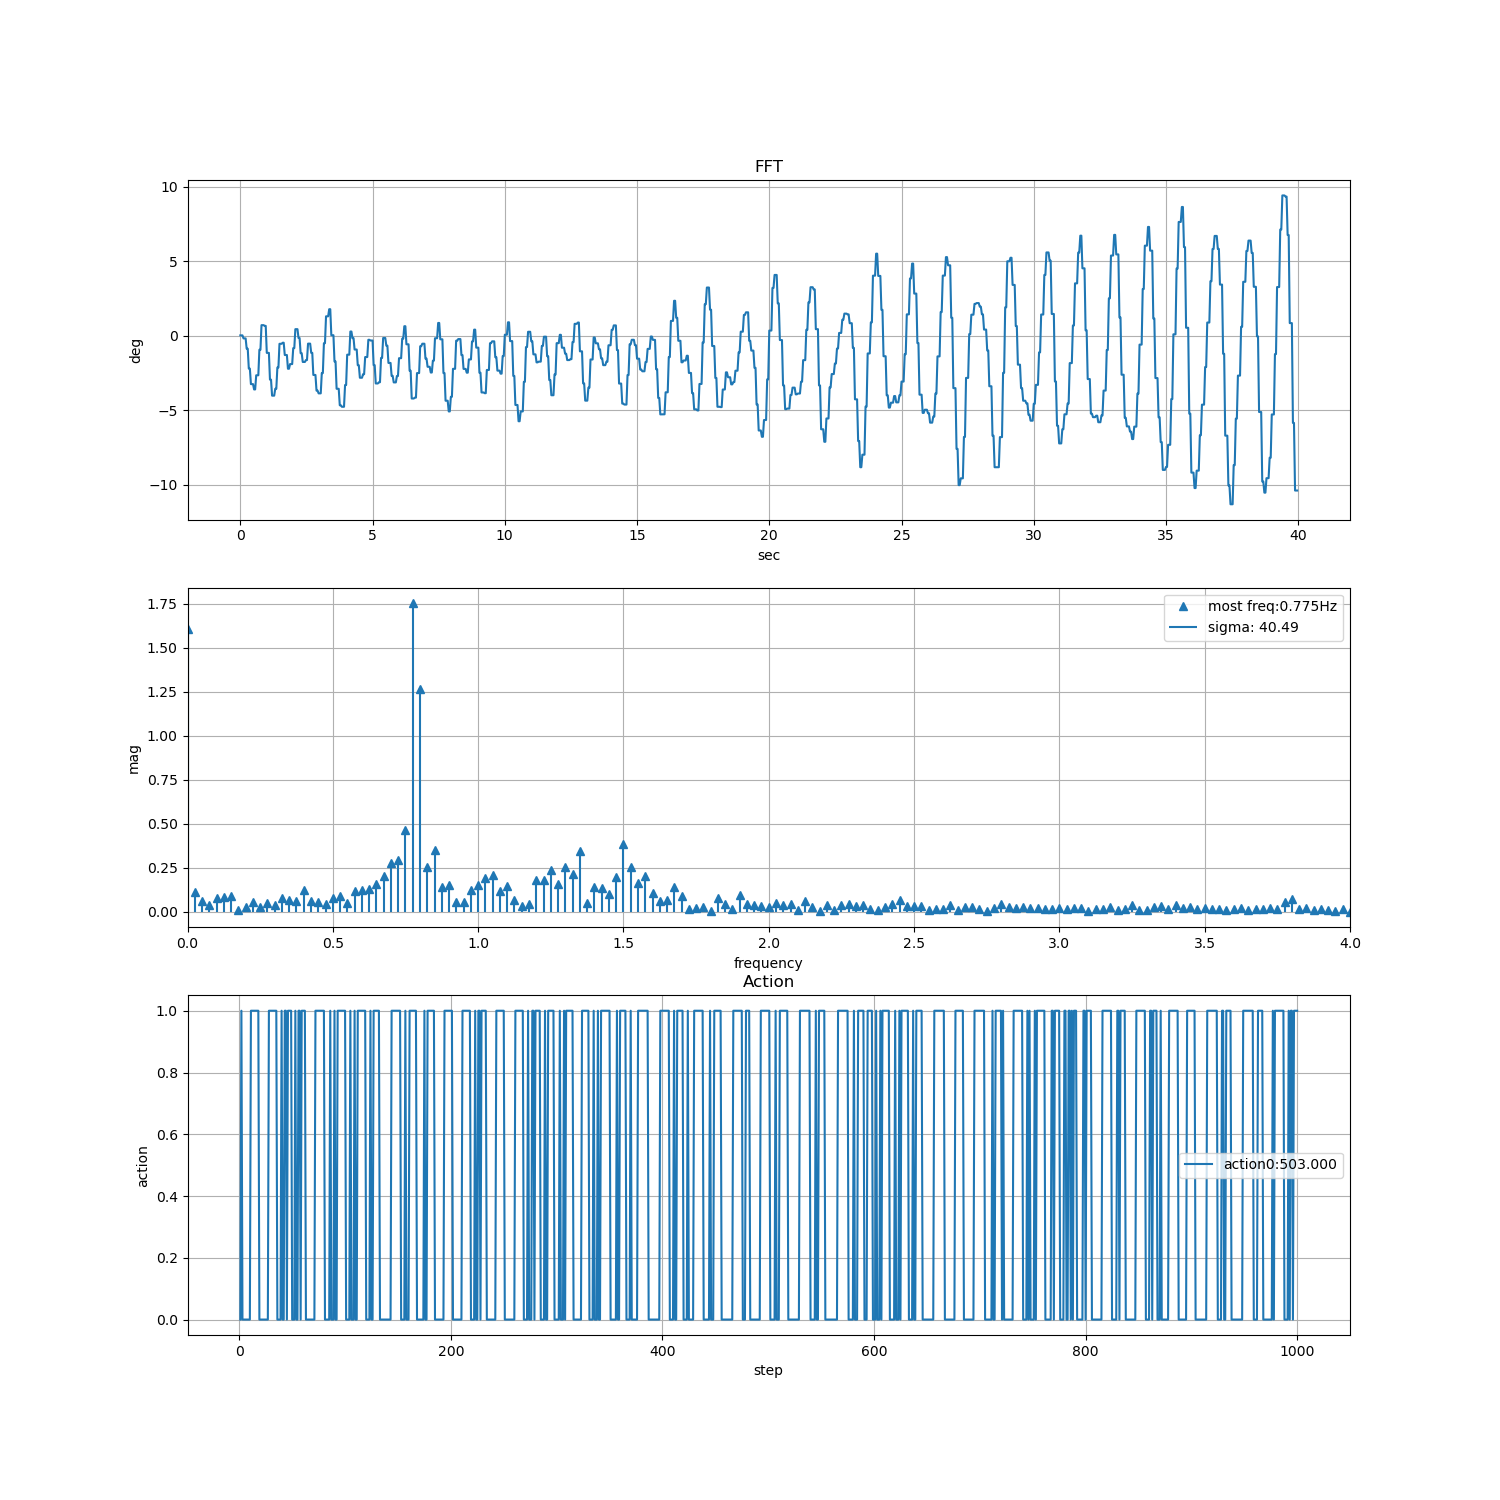 FFT
10
5
0
−5
−10
deg
0 5 10 15 20 25 30 35 40
sec
1.75
1.50
1.25
1.00
0.75
0.50
0.25
0.00
mag
most freq:0.775Hz
sigma: 40.49
0.0 0.5 1.0 1.5 2.0 2.5 3.0 3.5 4.0
frequency
Action
1.0
0.8
0.6
0.4
0.2
0.0
action
action0:503.000
0 200 400 600 800 1000
step